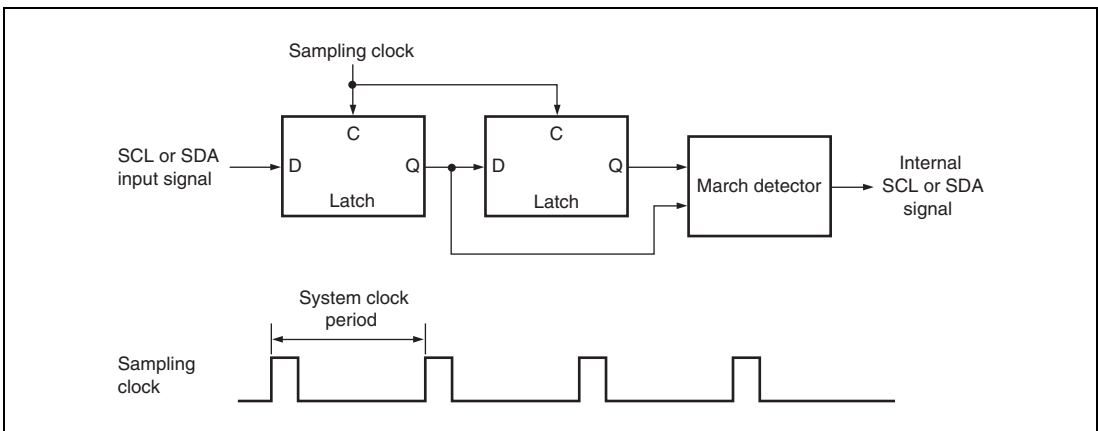 Sampling clock
SCL or SDA
input signal
C
D
Q
Latch
C
D
Q
Latch
March detector
Internal
SCL or SDA
signal
System clock
period
Sampling
clock